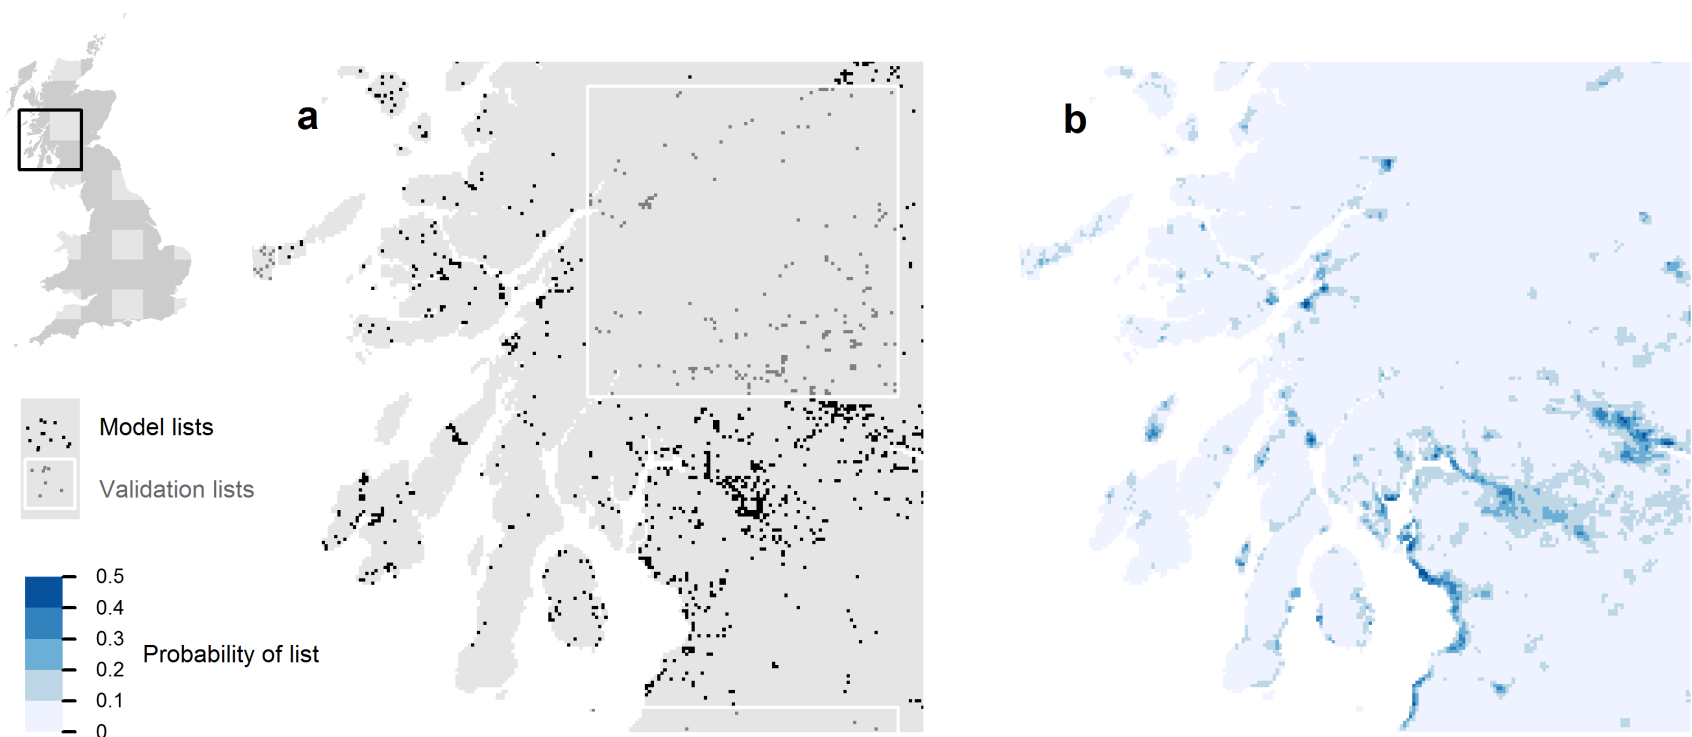 a
b
Model lists
Validation lists
0.5
0.4
0.3
Probability of list
0.2
0.1
0